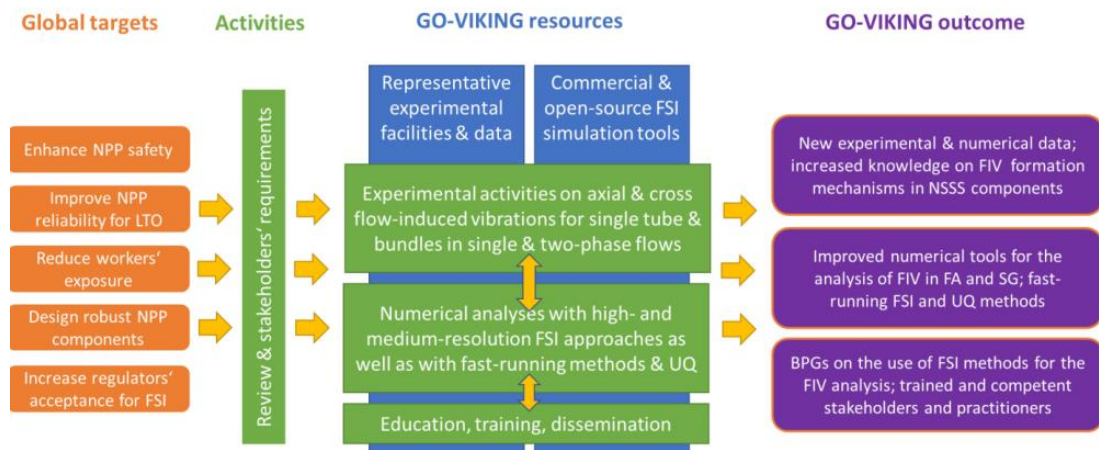 Global targets
Activities
GO-VIKING resources
GO-VIKING outcome
Enhance NPP safety
Improve NPP
reliability for LTO
Reduce workers‘
exposure
Design robust NPP
components
Increase regulators‘
acceptance for FSI
Review & stakeholders‘ requirements
Representative
experimental
facilities & data
Commercial &
open-source FSI
simulation tools
Experimental activities on axial & cross
flow-induced vibrations for single tube &
bundles in single & two-phase flows
Numerical analyses with high- and
medium-resolution FSI approaches as
well as with fast-running methods & UQ
Education, training, dissemination
New experimental & numerical data;
increased knowledge on FIV formation
mechanisms in NSSS components
Improved numerical tools for the
analysis of FIV in FA and SG; fast-
running FSI and UQ methods
BPGs on the use of FSI methods for the
FIV analysis; trained and competent
stakeholders and practitioners